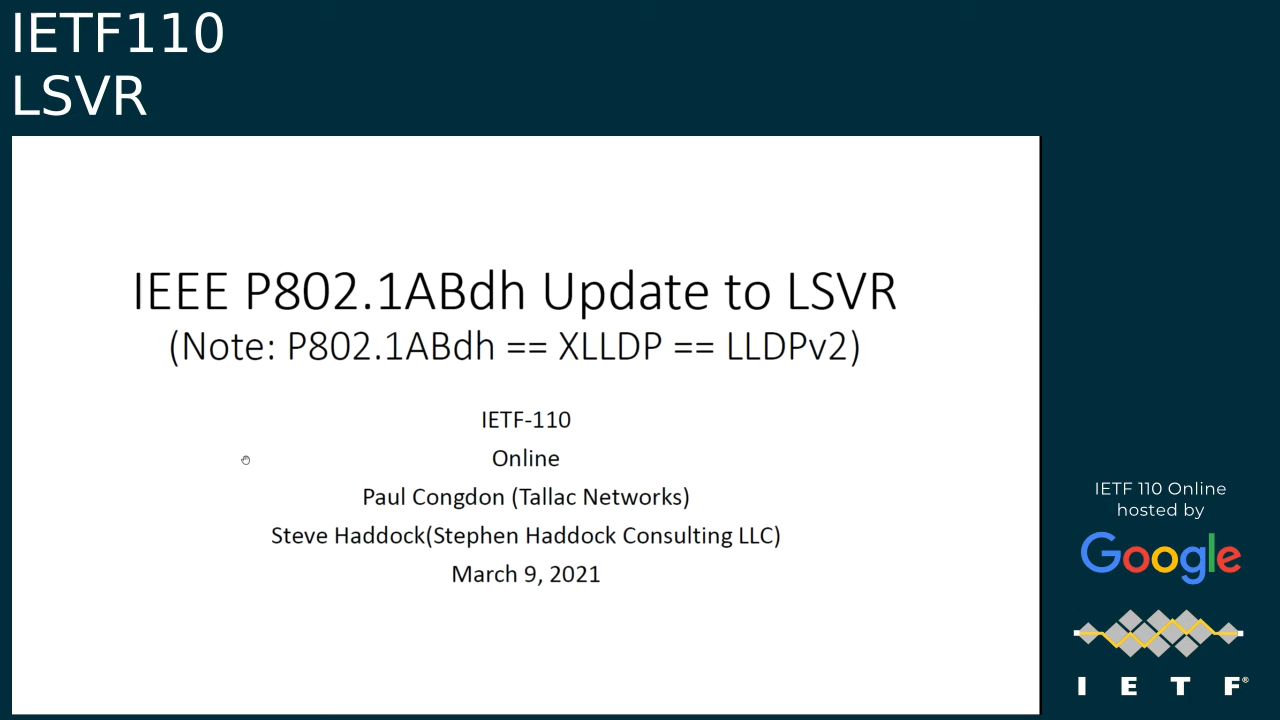 IETF110
LSVR
IEEE P802.1ABdh Update to LSVR
(Note: P802.1ABdh == XLLDP == LLDPv2)
IETF-110
Online
Paul Congdon (Tallac Networks)
Steve Haddock(Stephen Haddock Consulting LLC)
March 9, 2021
IETF 110 Online
hosted by
Google
I E T F®